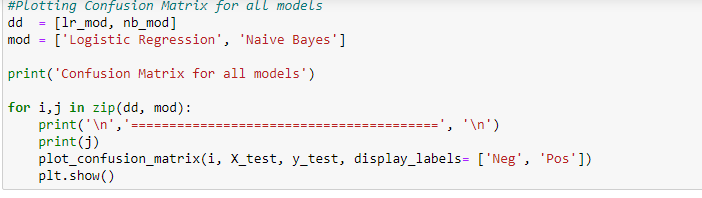 #Plotting Confusion Matrix for all models
dd  = [lr_mod, nb_mod]
mod = ['Logistic Regression', 'Naive Bayes']
print('Confusion Matrix for all models')
for i,j in zip(dd, mod):
    print('\n','=========================================', '\n')
    print(j)
    plot_confusion_matrix(i, X_test, y_test, display_labels= ['Neg', 'Pos'])
    plt.show()